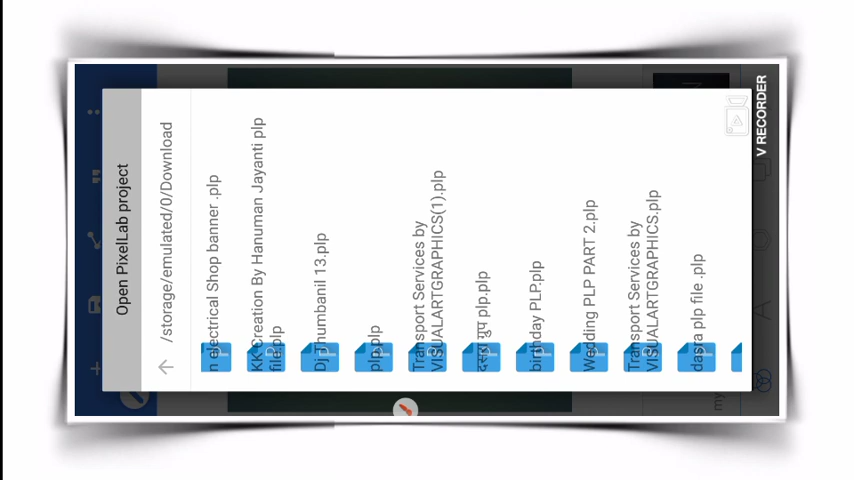 Open PixelLab project
/storage/emulated/0/Download
n electrical Shop banner .plp
KK Creation By Hanuman Jayanti plp
file.plp
Dj Thumbanil 13.plp
plp.plp
Transport Services by
VISUALARTGRAPHICS(1).plp
ग्रुप plp.plp
birthday PLP.plp
Wedding PLP PART 2.plp
Transport Services by
VISUALARTGRAPHICS.plp
dasra plp file .plp
my
V RECORDER